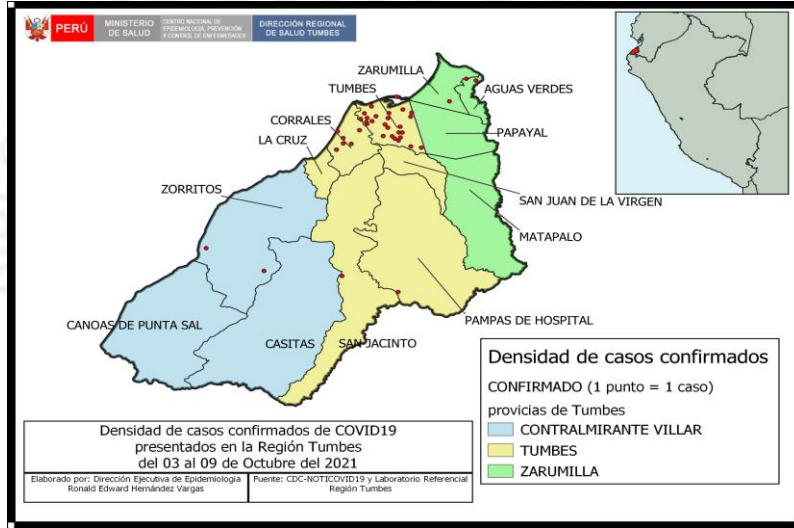 PERÚ
MINISTERIO
DE SALUD
CENTRO NACIONAL DE
EPIDEMIOLOGÍA, PREVENCIÓN
Y CONTROL DE ENFERMEDADES
DIRECCIÓN REGIONAL
DE SALUD TUMBES
ZARUMILLA
TUMBES
AGUAS VERDES
CORRALES
LA CRUZ
PAPAYAL
ZORRITOS
SAN JUAN DE LA VIRGEN
MATAPALO
CANOAS DE PUNTA SAL
CASITAS
SAN JACINTO
PAMPAS DE HOSPITAL
Densidad de casos confirmados
CONFIRMADO (1 punto = 1 caso)
provicias de Tumbes
CONTRALMIRANTE VILLAR
TUMBES
ZARUMILLA
Densidad de casos confirmados de COVID19
presentados en la Región Tumbes
del 03 al 09 de Octubre del 2021
Elaborado por: Dirección Ejecutiva de Epidemiologia
Ronald Edward Hernández Vargas
Fuente: CDC-NOTICOVID19 y Laboratorio Referencial
Región Tumbes